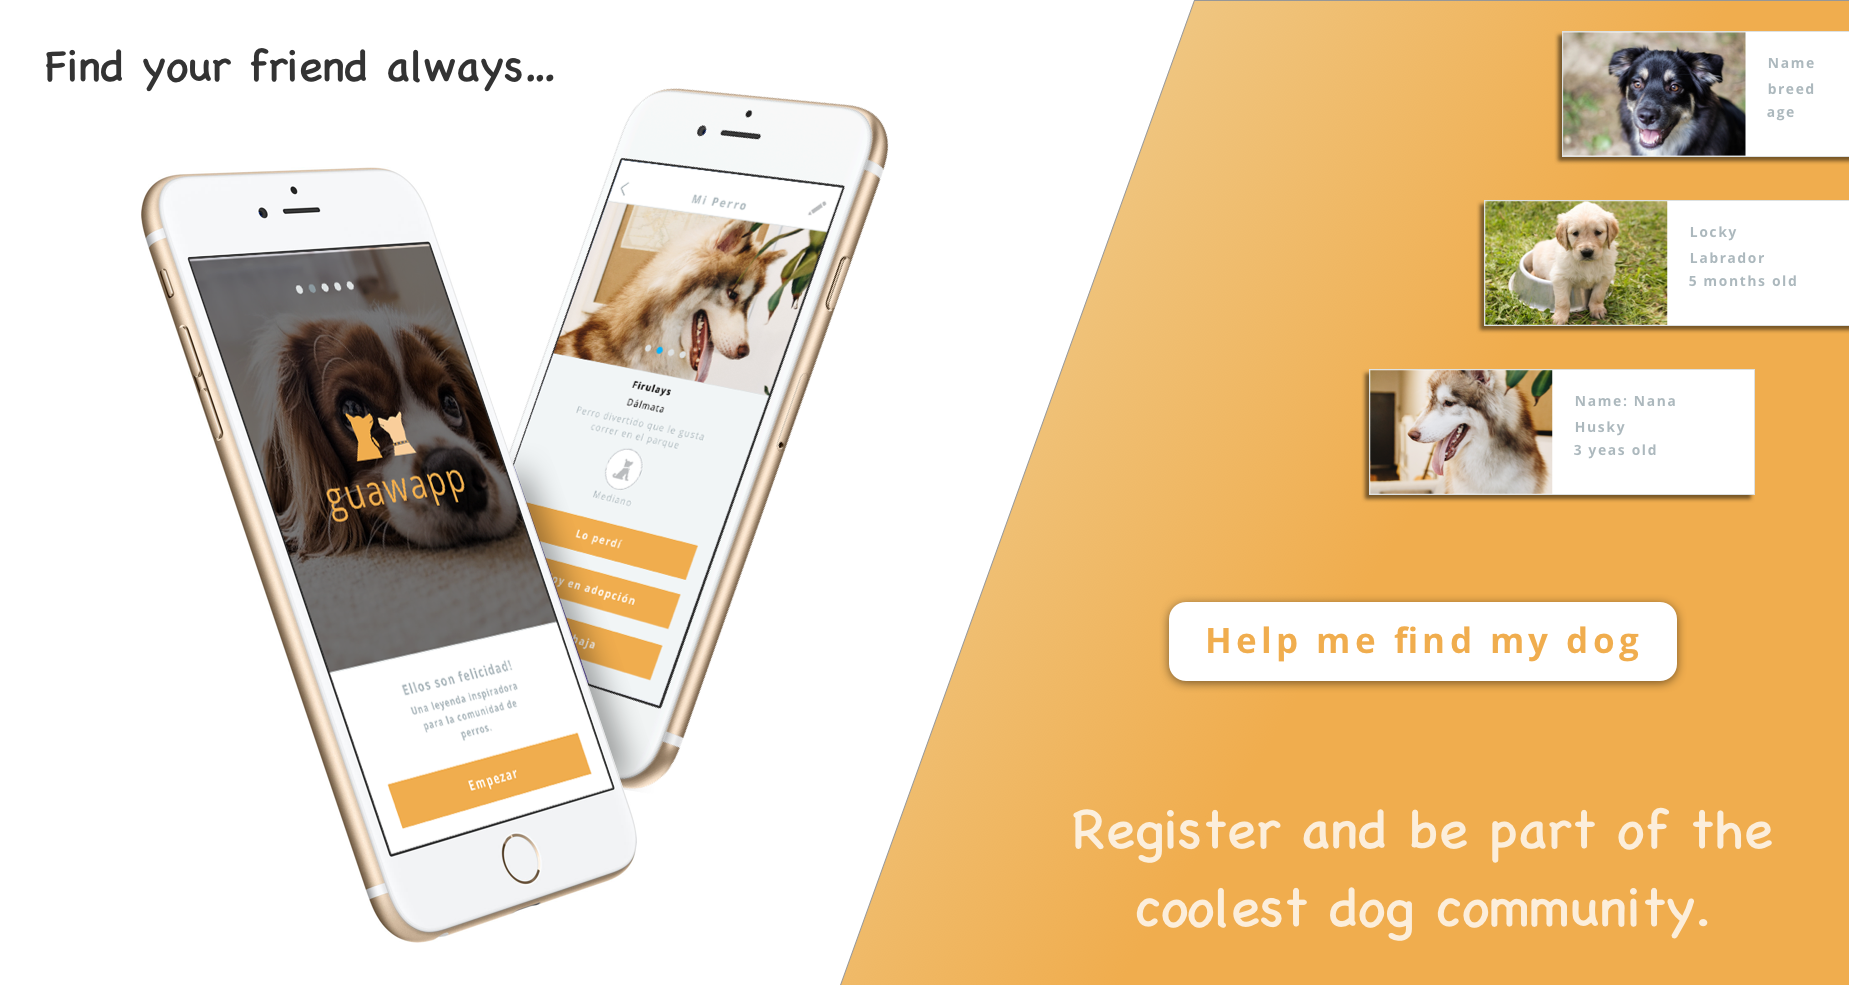 Find your friend always...
guawapp
Ellos son felicidad!
Una leyenda inspiradora
para la comunidad de
perros.
Empezar
Mi Perro
Firulays
Dálmata
Perro divertido que le gusta
correr en el parque
Mediano
Lo perdí
en adopción
Name
breed
age
Locky
Labrador
5 months old
Name: Nana
Husky
3 yeas old
Help me find my dog
Register and be part of the
coolest dog community.